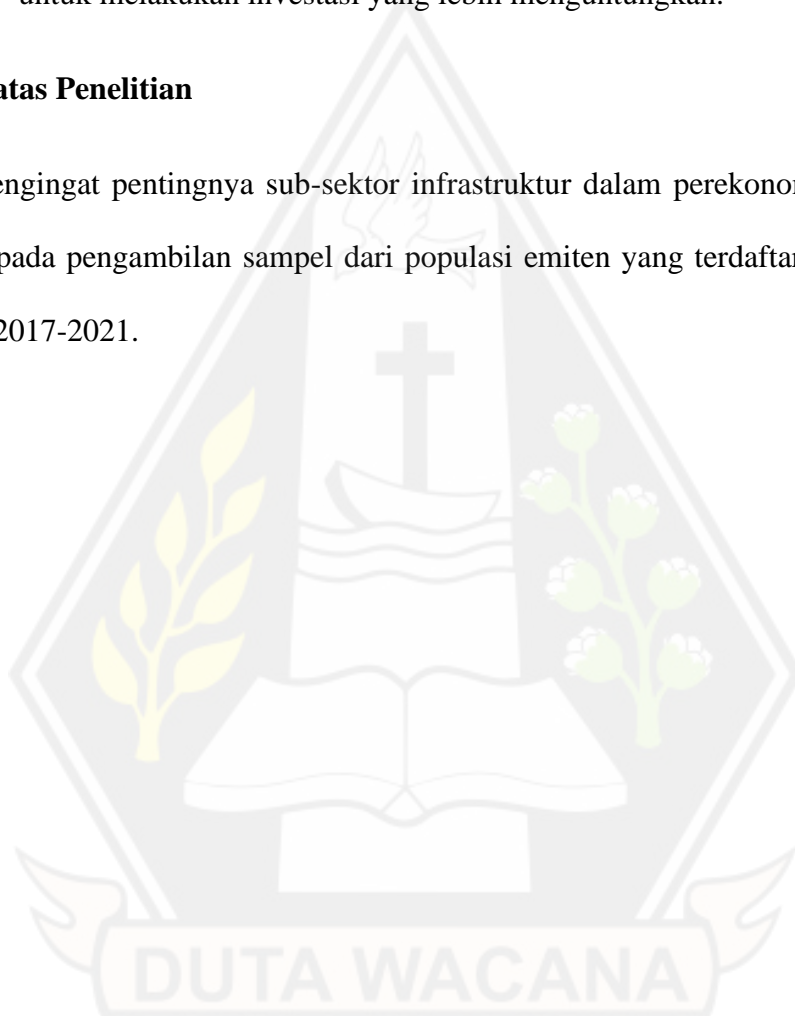 untuk melakukan investasi yang lebih menguntungkan.
atas Penelitian
engingat pentingnya sub-sektor infrastruktur dalam perekonor
pada pengambilan sampel dari populasi emiten yang terdaftar
2017-2021.
DUTA WACANA